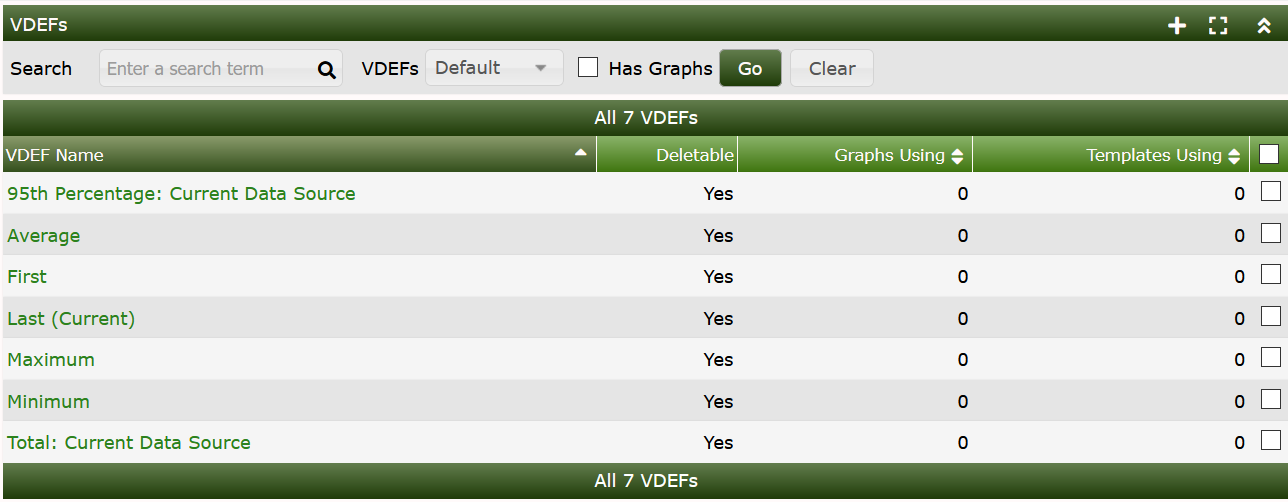 VDEFs
Search Enter a search term VDEFs Default Has Graphs Go Clear
All 7 VDEFs
VDEF Name Deletable Graphs Using Templates Using
95th Percentage: Current Data Source Yes 0 0
Average Yes 0 0
First Yes 0 0
Last (Current) Yes 0 0
Maximum Yes 0 0
Minimum Yes 0 0
Total: Current Data Source Yes 0 0
All 7 VDEFs